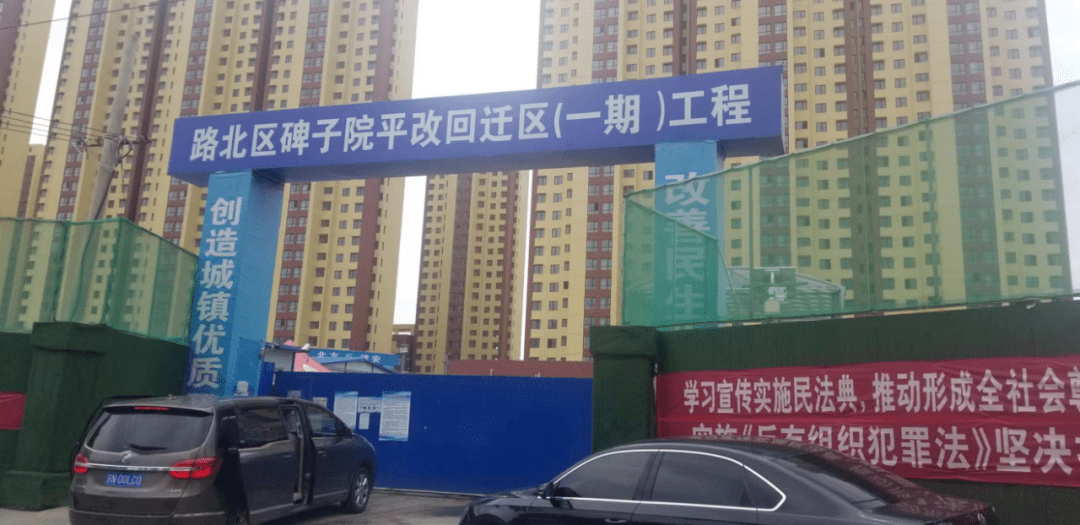 路北区碑子院平改回迁区(一期 )工程
创造城镇优质
改善民生
学习宣传实施民法典,推动形成全社会
实施《反有组织犯罪法》坚决